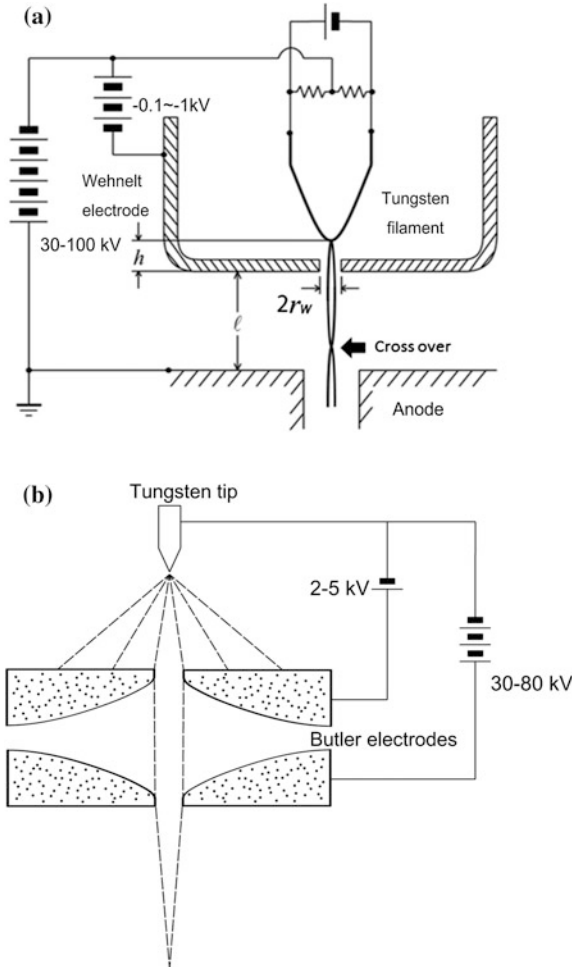 (a)
-0.1~-1kV
Wehnelt
electrode
Tungsten
filament
30-100 kV
h
2rw
ℓ
Cross over
Anode
(b)
Tungsten tip
2-5 kV
30-80 kV
Butler electrodes